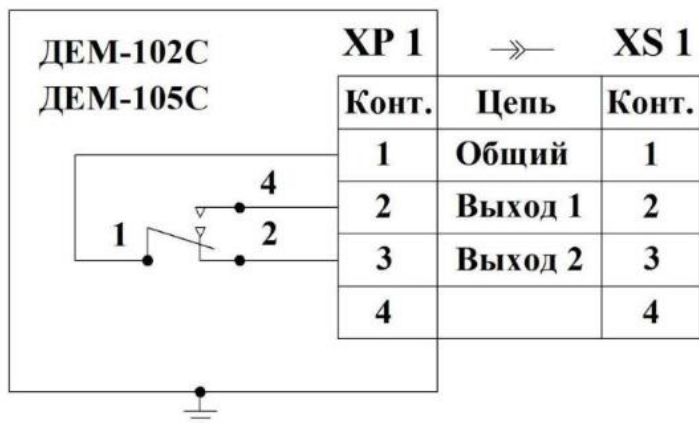 ДЕМ-102С
ДЕМ-105С
XP 1
XS 1
Конт. Цепь Конт.
1 Общий 1
2 Выход 1 2
3 Выход 2 3
4 4
4
1
2